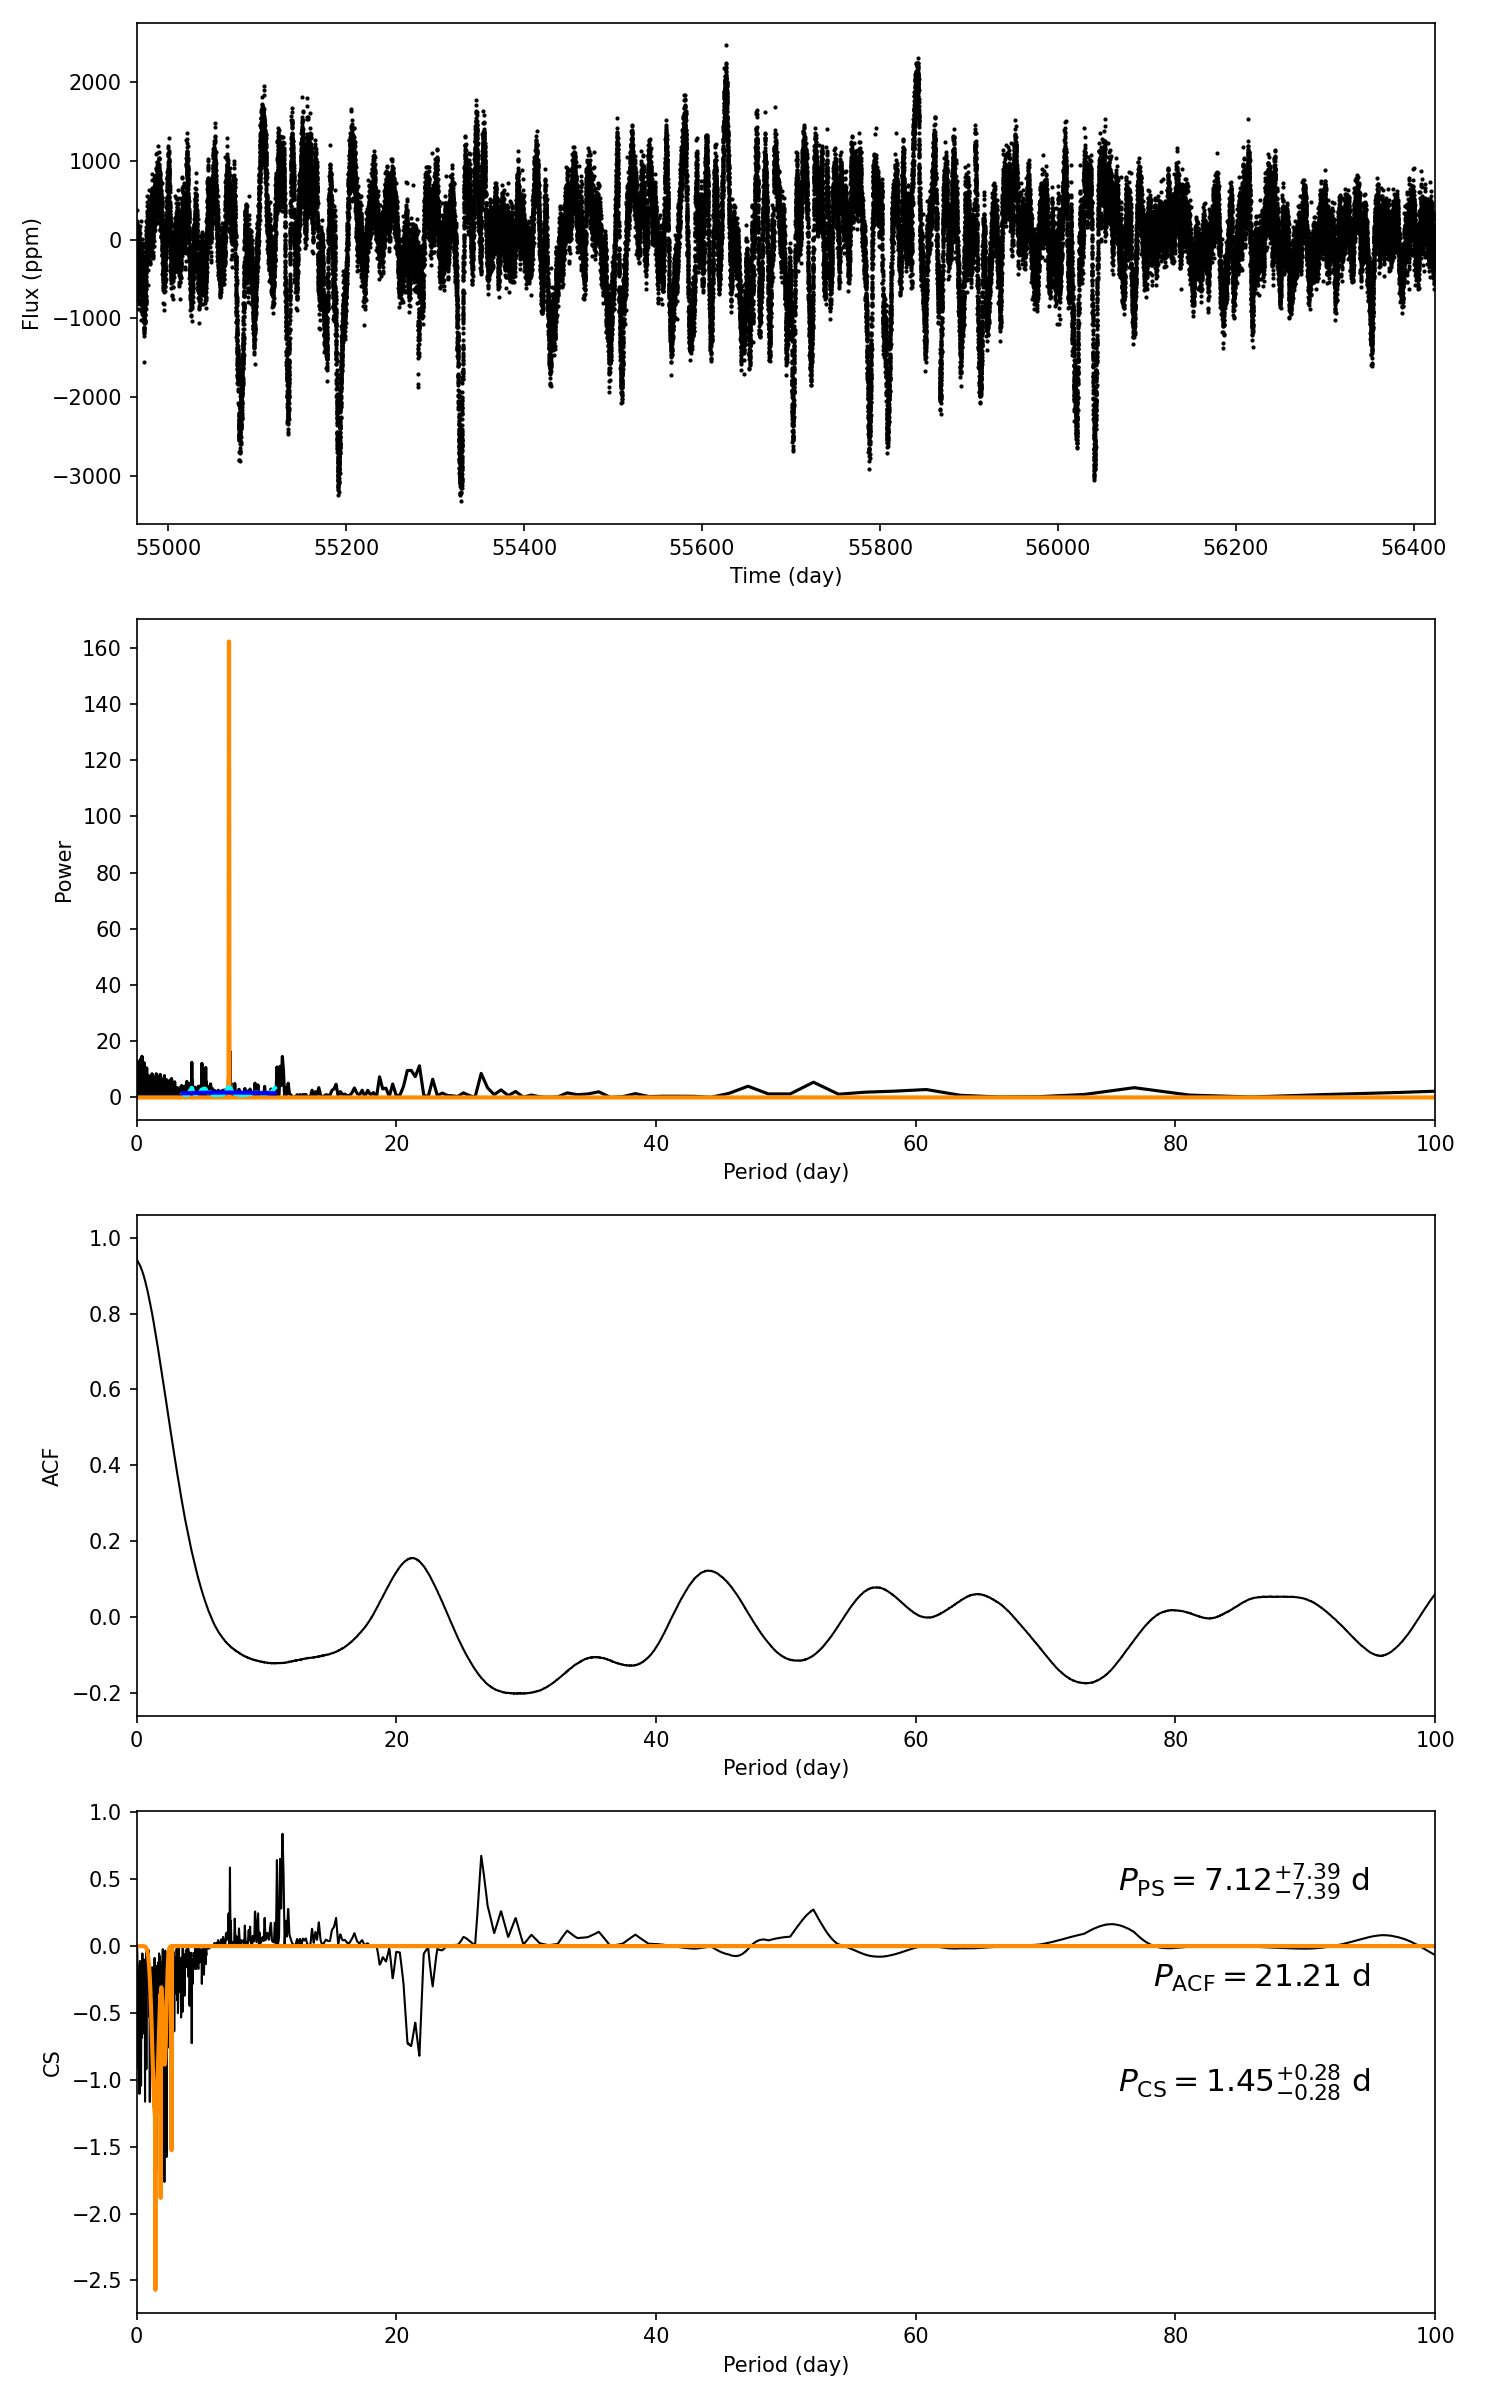 2000
1000
0
−1000
−2000
−3000
Flux (ppm)
55000 55200 55400 55600 55800 56000 56200 56400
Time (day)
160
140
120
100
80
60
40
20
0
Power
0 20 40 60 80 100
Period (day)
1.0
0.8
0.6
0.4
0.2
0.0
−0.2
ACF
0 20 40 60 80 100
Period (day)
1.0
0.5
0.0
−0.5
−1.0
−1.5
−2.0
−2.5
CS
P_PS = 7.12 +7.39 −7.39 d
P_ACF = 21.21 d
P_CS = 1.45 +0.28 −0.28 d
0 20 40 60 80 100
Period (day)